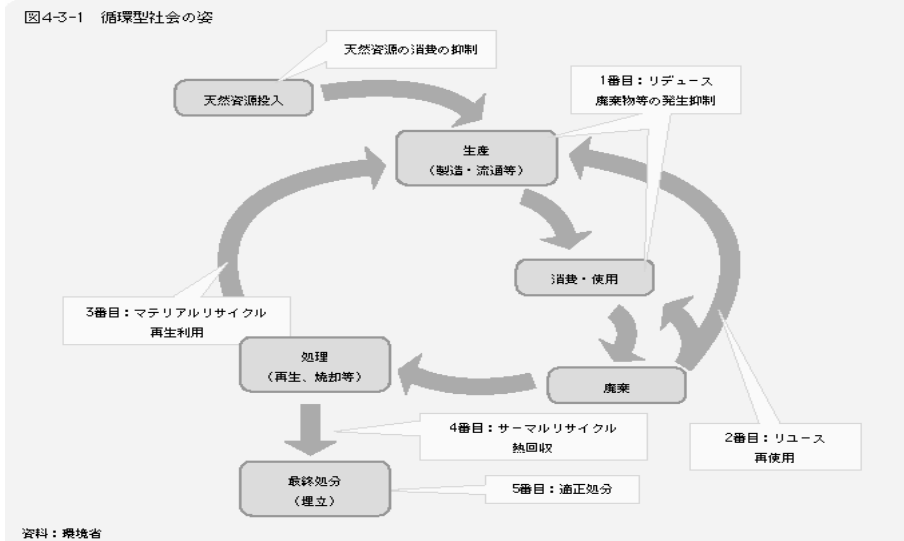 図4-3-1 循環型社会の姿
天然資源の消費の抑制
天然資源投入
1番目：リデュース
廃棄物等の発生抑制
生産
（製造・流通等）
消費・使用
3番目：マテリアルリサイクル
再生利用
処理
（再生、焼却等）
廃棄
4番目：サーマルリサイクル
熱回収
2番目：リユース
再使用
最終処分
（埋立）
5番目：適正処分
資料：環境省